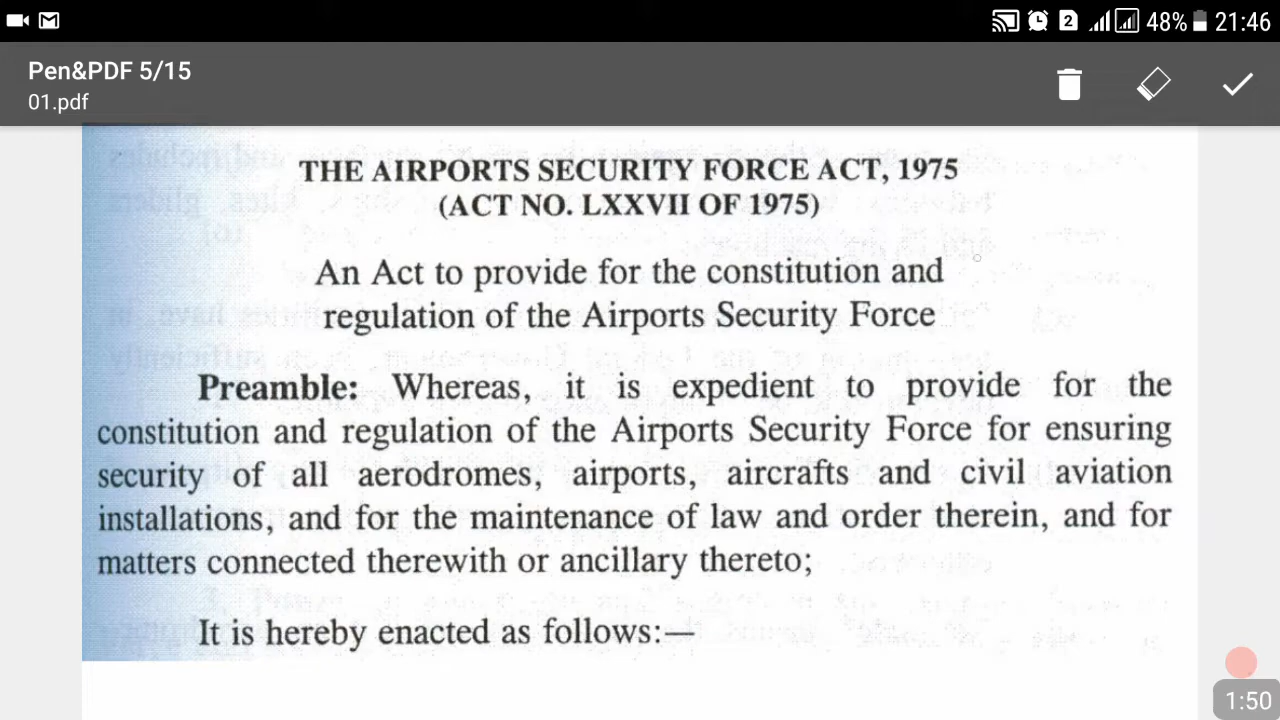 48% 21:46
Pen&PDF 5/15
01.pdf
THE AIRPORTS SECURITY FORCE ACT, 1975
(ACT NO. LXXVII OF 1975)
An Act to provide for the constitution and
regulation of the Airports Security Force
Preamble: Whereas, it is expedient to provide for the
constitution and regulation of the Airports Security Force for ensuring
security of all aerodromes, airports, aircrafts and civil aviation
installations, and for the maintenance of law and order therein, and for
matters connected therewith or ancillary thereto;
It is hereby enacted as follows:—
1:50